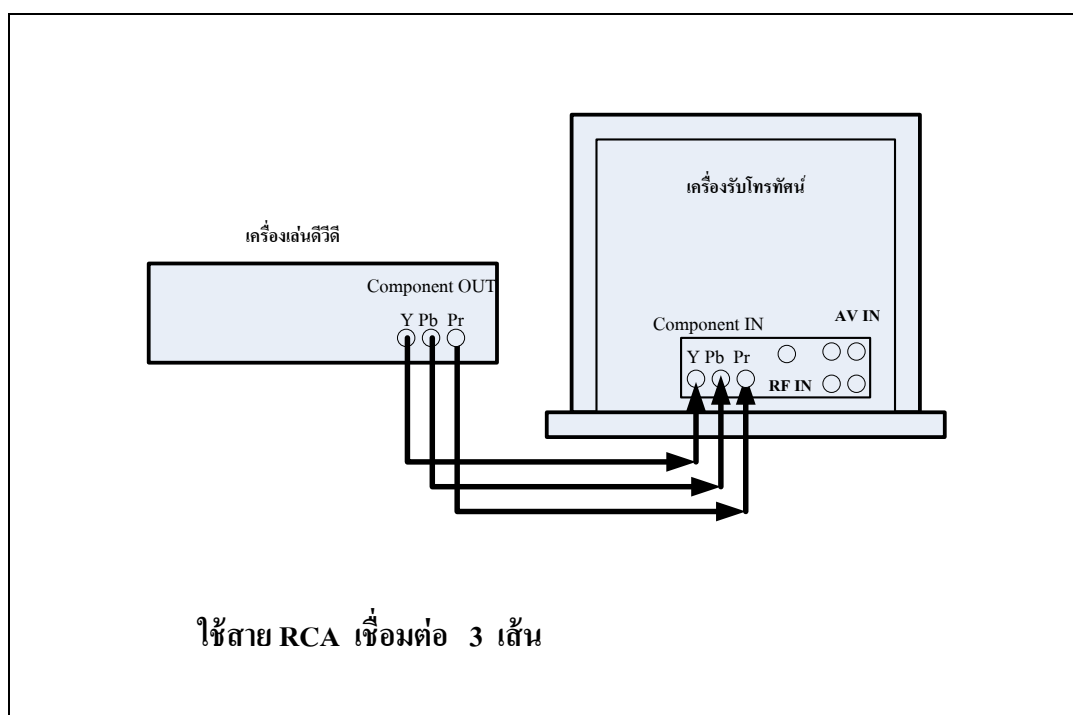 เครื่องรับโทรทัศน์
เครื่องเล่นดีวีดี
Component OUT
Y Pb Pr
Component IN
AV IN
Y Pb Pr
RF IN
ใช้สาย RCA เชื่อมต่อ 3 เส้น